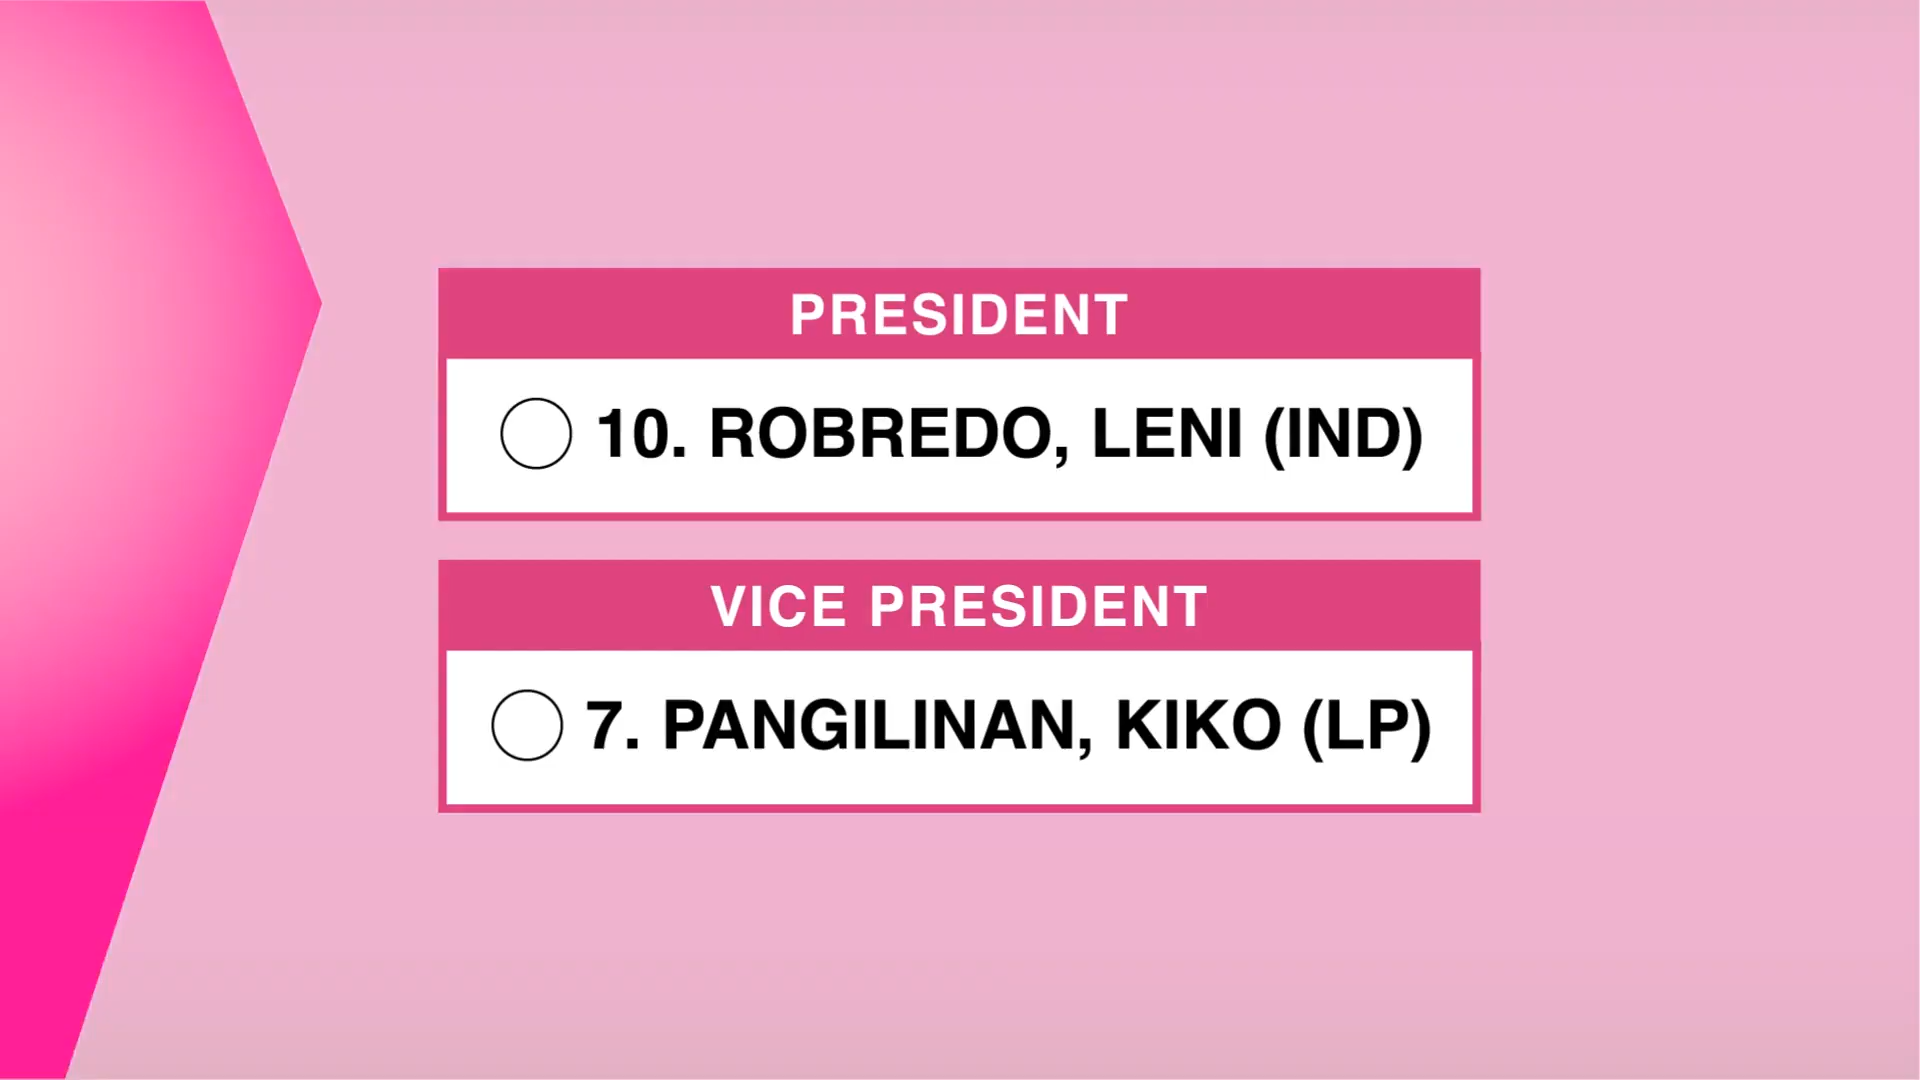 PRESIDENT
10. ROBREDO, LENI (IND)
VICE PRESIDENT
7. PANGILINAN, KIKO (LP)